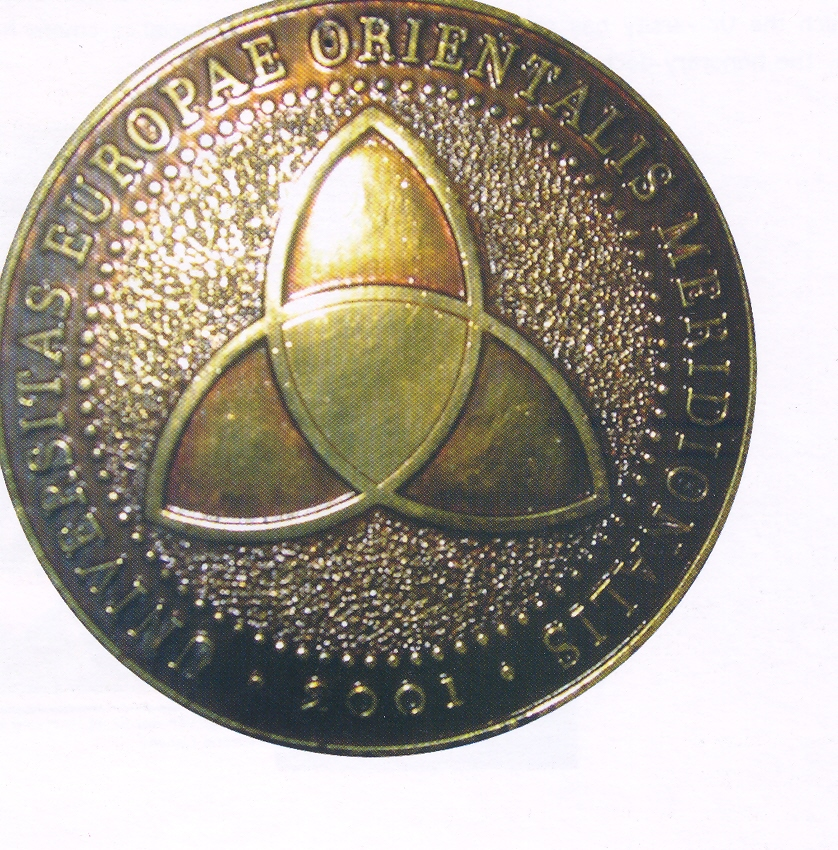 UNIVERSITAS EUROPAE ORIENTALIS MERIDIONALIS
· 2001 ·